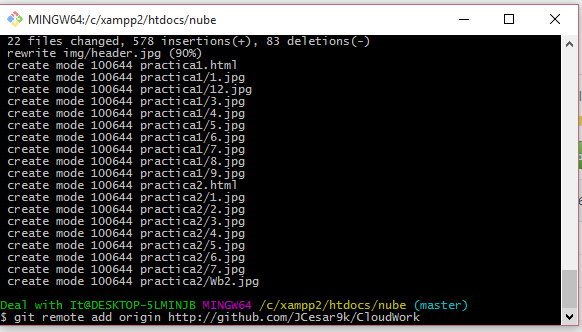 MINGW64:/c/xampp2/htdocs/nube
22 files changed, 578 insertions(+), 83 deletions(-)
rewrite img/header.jpg (90%)
create mode 100644 practica1.html
create mode 100644 practica1/1.jpg
create mode 100644 practica1/12.jpg
create mode 100644 practica1/3.jpg
create mode 100644 practica1/4.jpg
create mode 100644 practica1/5.jpg
create mode 100644 practica1/6.jpg
create mode 100644 practica1/7.jpg
create mode 100644 practica1/8.jpg
create mode 100644 practica1/9.jpg
create mode 100644 practica2.html
create mode 100644 practica2/1.jpg
create mode 100644 practica2/2.jpg
create mode 100644 practica2/3.jpg
create mode 100644 practica2/4.jpg
create mode 100644 practica2/5.jpg
create mode 100644 practica2/6.jpg
create mode 100644 practica2/7.jpg
create mode 100644 practica2/Wb2.jpg
Deal with It@DESKTOP-5LMINJB MINGW64 /c/xampp2/htdocs/nube (master)
$ git remote add origin http://github.com/JCesar9k/CloudWork